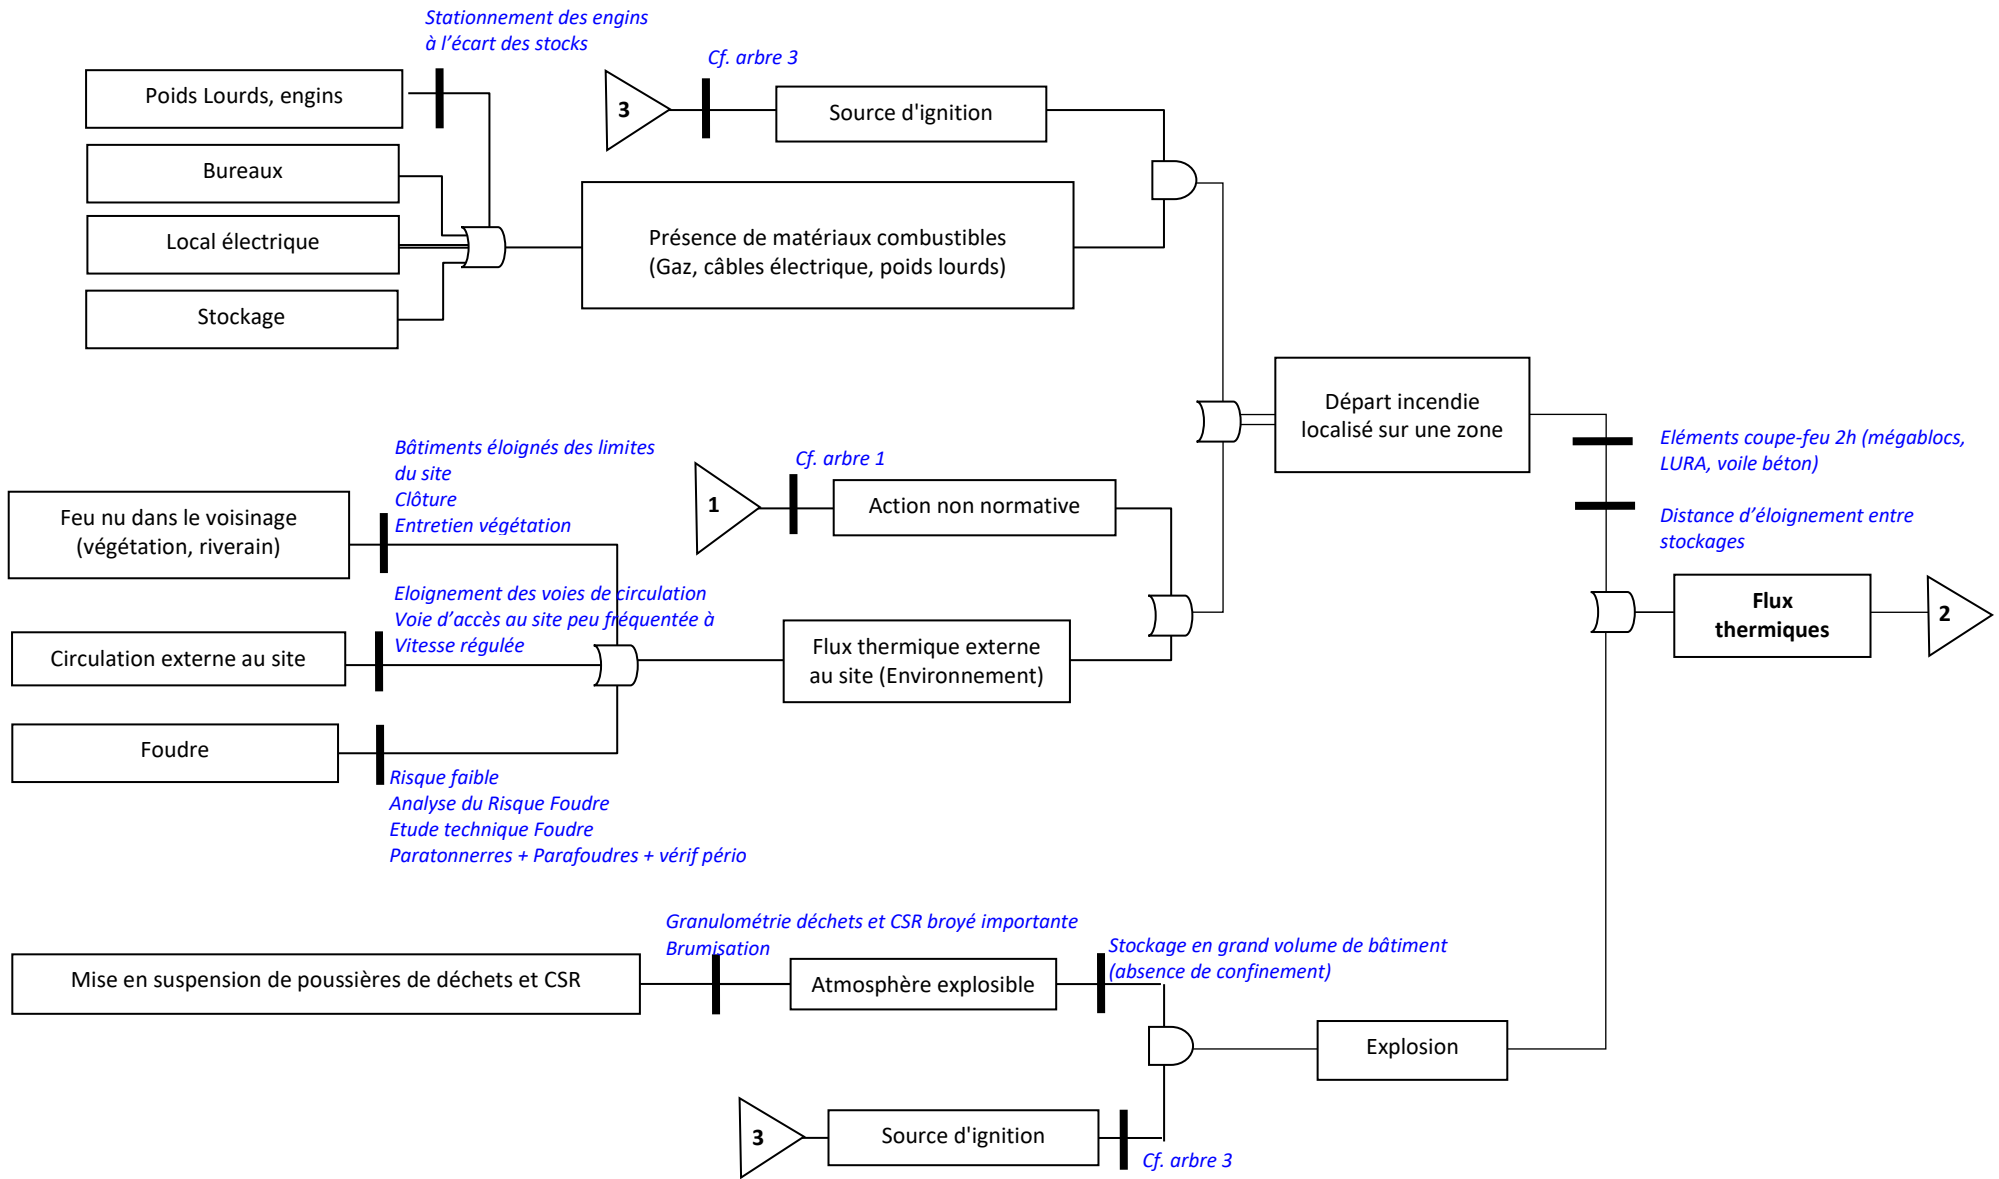 Stationnement des engins
à l’écart des stocks
Cf. arbre 3
Poids Lourds, engins
3
Source d'ignition
Bureaux
Local électrique
Stockage
Présence de matériaux combustibles
(Gaz, câbles électrique, poids lourds)
Départ incendie
localisé sur une zone
Eléments coupe-feu 2h (mégablocs,
LURA, voile béton)
Distance d’éloignement entre
stockages
Bâtiments éloignés des limites
du site
Clôture
Entretien végétation
Feu nu dans le voisinage
(végétation, riverain)
Cf. arbre 1
1
Action non normative
Eloignement des voies de circulation
Voie d’accès au site peu fréquentée à
Vitesse régulée
Circulation externe au site
Flux thermique externe
au site (Environnement)
Flux
thermiques
2
Foudre
Risque faible
Analyse du Risque Foudre
Etude technique Foudre
Paratonnerres + Parafoudres + vérif pério
Granulométrie déchets et CSR broyé importante
Brumisation
Stockage en grand volume de bâtiment
(absence de confinement)
Mise en suspension de poussières de déchets et CSR
Atmosphère explosible
Explosion
3
Source d'ignition
Cf. arbre 3